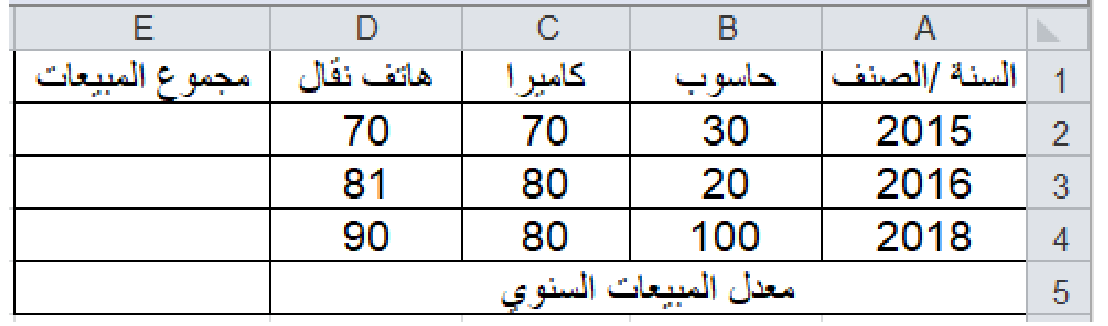 A B C D E
1 السنة /الصنف حاسوب كاميرا هاتف نقال مجموع المبيعات
2 2015 30 70 70
3 2016 20 80 81
4 2018 100 80 90
5 معدل المبيعات السنوي